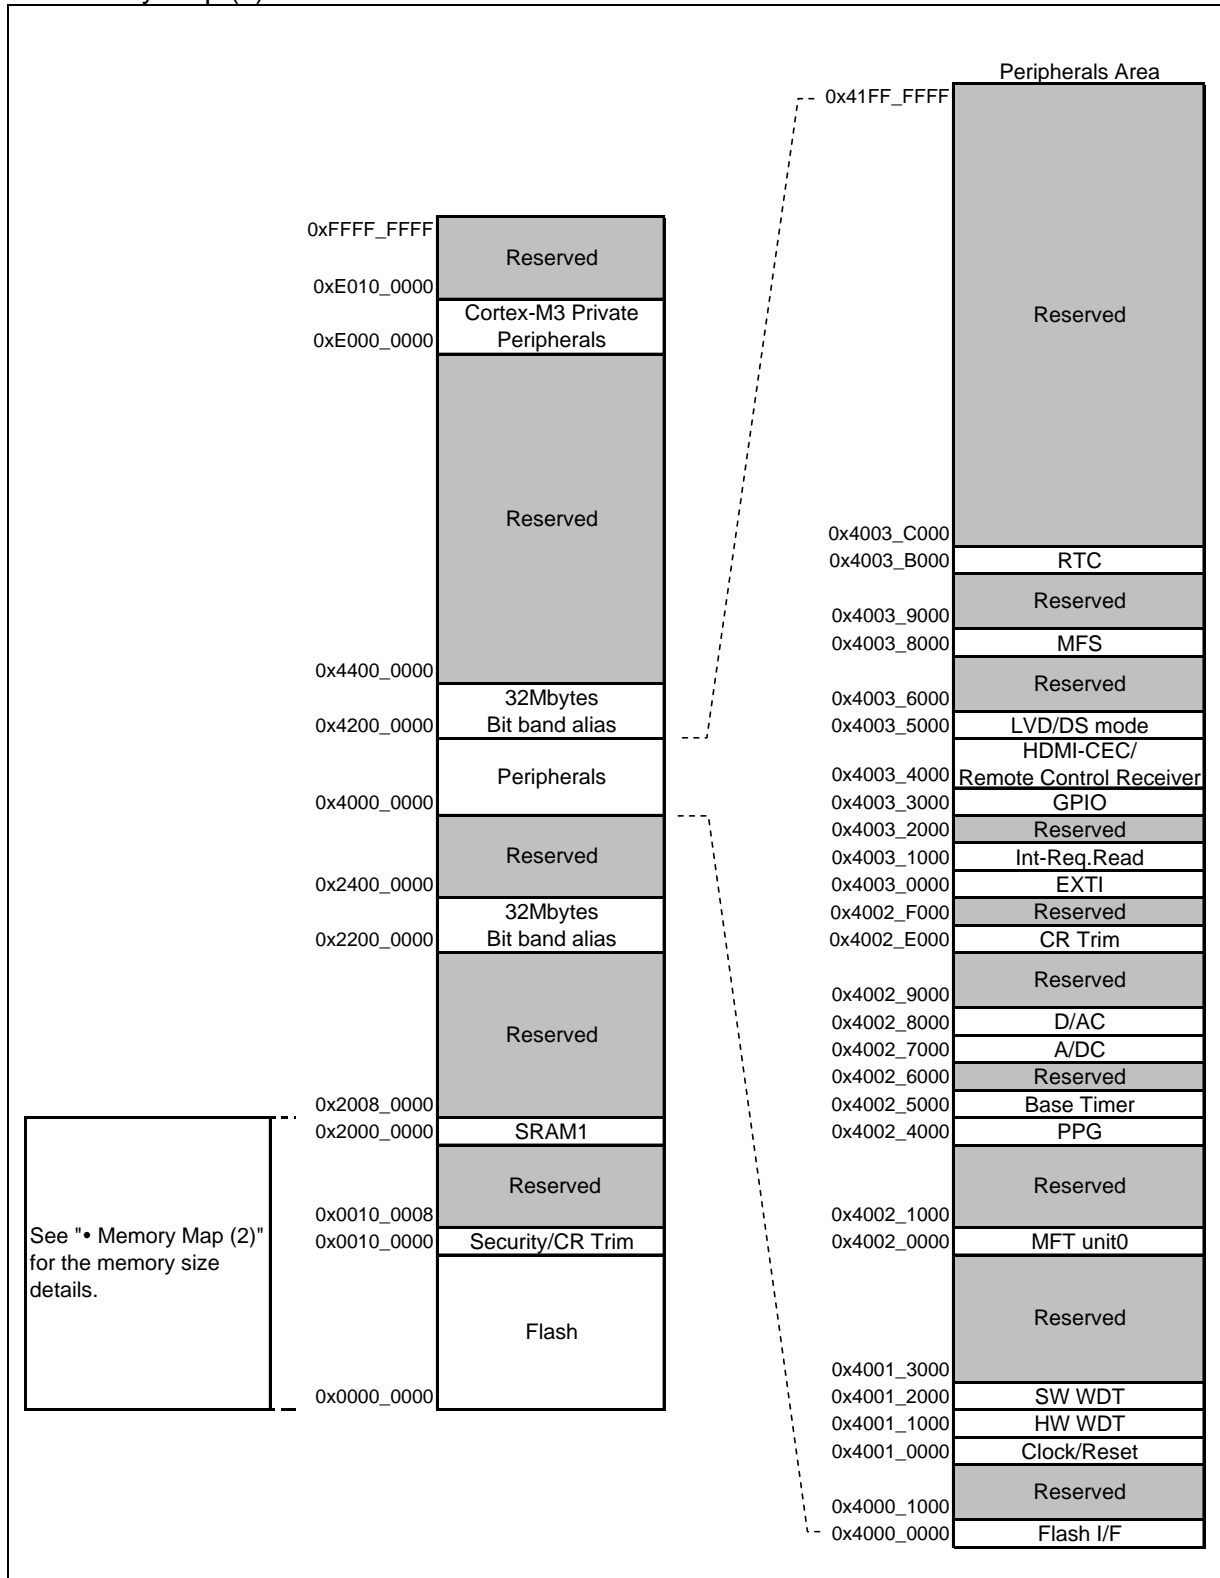 0xFFFF_FFFF
Reserved
0xE010_0000
Cortex-M3 Private
0xE000_0000 Peripherals
Reserved
0x4400_0000
32Mbytes
0x4200_0000 Bit band alias
Peripherals
0x4000_0000
Reserved
0x2400_0000
32Mbytes
0x2200_0000 Bit band alias
Reserved
0x2008_0000
0x2000_0000 SRAM1
Reserved
0x0010_0008
0x0010_0000 Security/CR Trim
Flash
0x0000_0000
See "• Memory Map (2)"
for the memory size
details.
Peripherals Area
0x41FF_FFFF
Reserved
0x4003_C000
0x4003_B000 RTC
Reserved
0x4003_9000
0x4003_8000 MFS
Reserved
0x4003_6000
0x4003_5000 LVD/DS mode
HDMI-CEC/
0x4003_4000 Remote Control Receiver
0x4003_3000 GPIO
0x4003_2000 Reserved
0x4003_1000 Int-Req.Read
0x4003_0000 EXTI
0x4002_F000 Reserved
0x4002_E000 CR Trim
Reserved
0x4002_9000
0x4002_8000 D/AC
0x4002_7000 A/DC
0x4002_6000 Reserved
0x4002_5000 Base Timer
0x4002_4000 PPG
Reserved
0x4002_1000
0x4002_0000 MFT unit0
Reserved
0x4001_3000
0x4001_2000 SW WDT
0x4001_1000 HW WDT
0x4001_0000 Clock/Reset
Reserved
0x4000_1000
0x4000_0000 Flash I/F